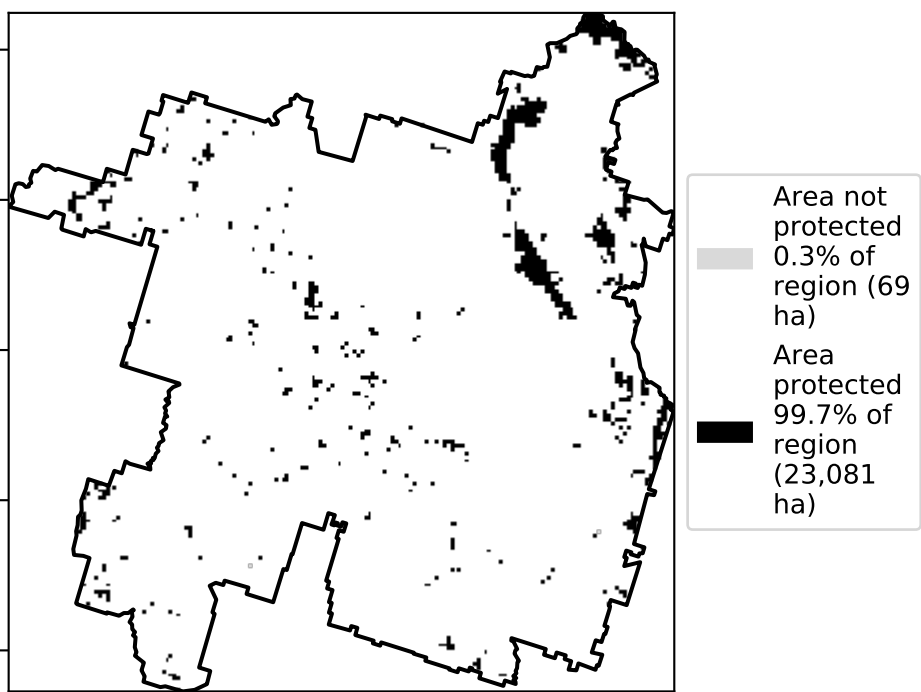 Area not
protected
0.3% of
region (69
ha)
Area
protected
99.7% of
region
(23,081
ha)